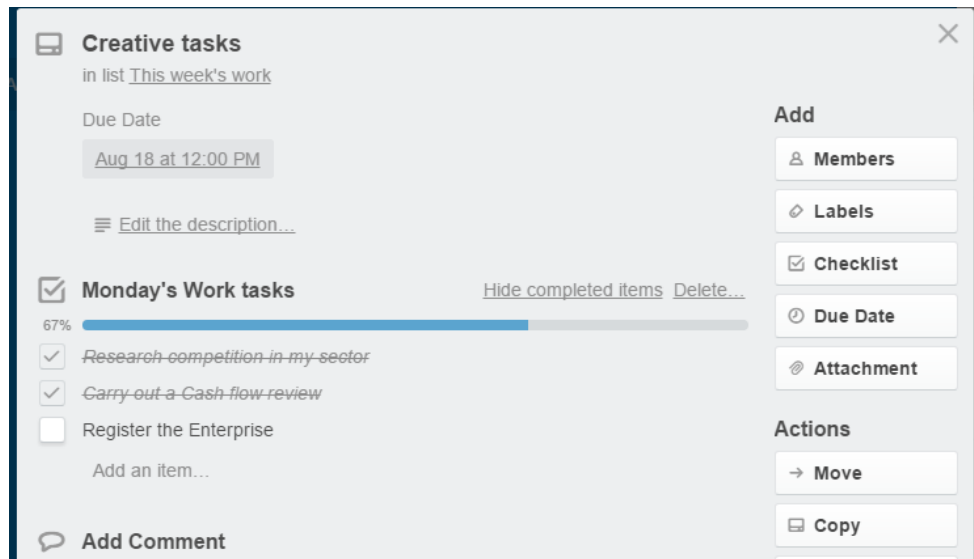 Creative tasks
in list This week's work
Due Date
Aug 18 at 12:00 PM
Edit the description...
Monday's Work tasks
Hide completed items Delete...
67%
Research competition in my sector
Carry out a Cash flow review
Register the Enterprise
Add an item...
Add Comment
Add
Members
Labels
Checklist
Due Date
Attachment
Actions
Move
Copy